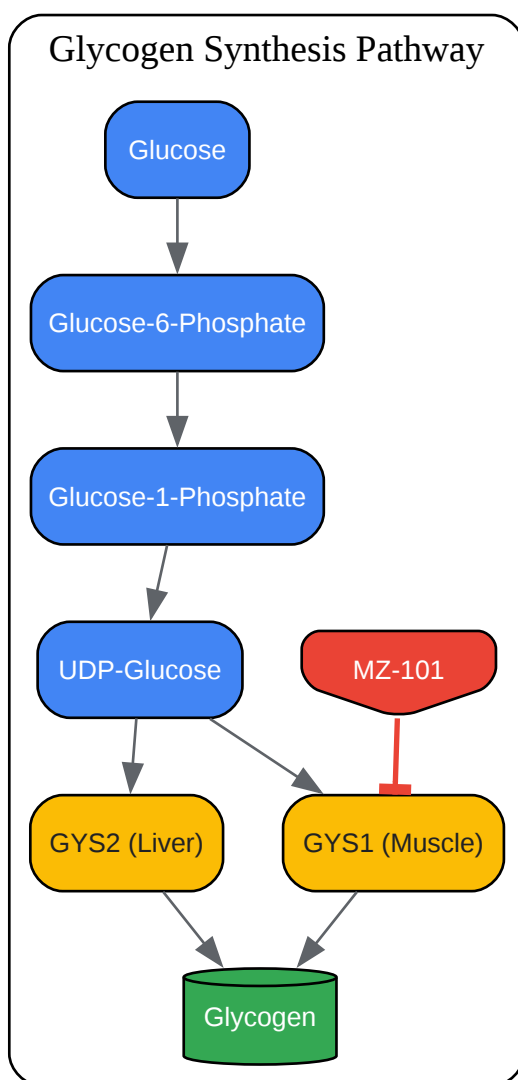 Glycogen Synthesis Pathway
Glucose
Glucose-6-Phosphate
Glucose-1-Phosphate
UDP-Glucose
MZ-101
GYS2 (Liver)
GYS1 (Muscle)
Glycogen